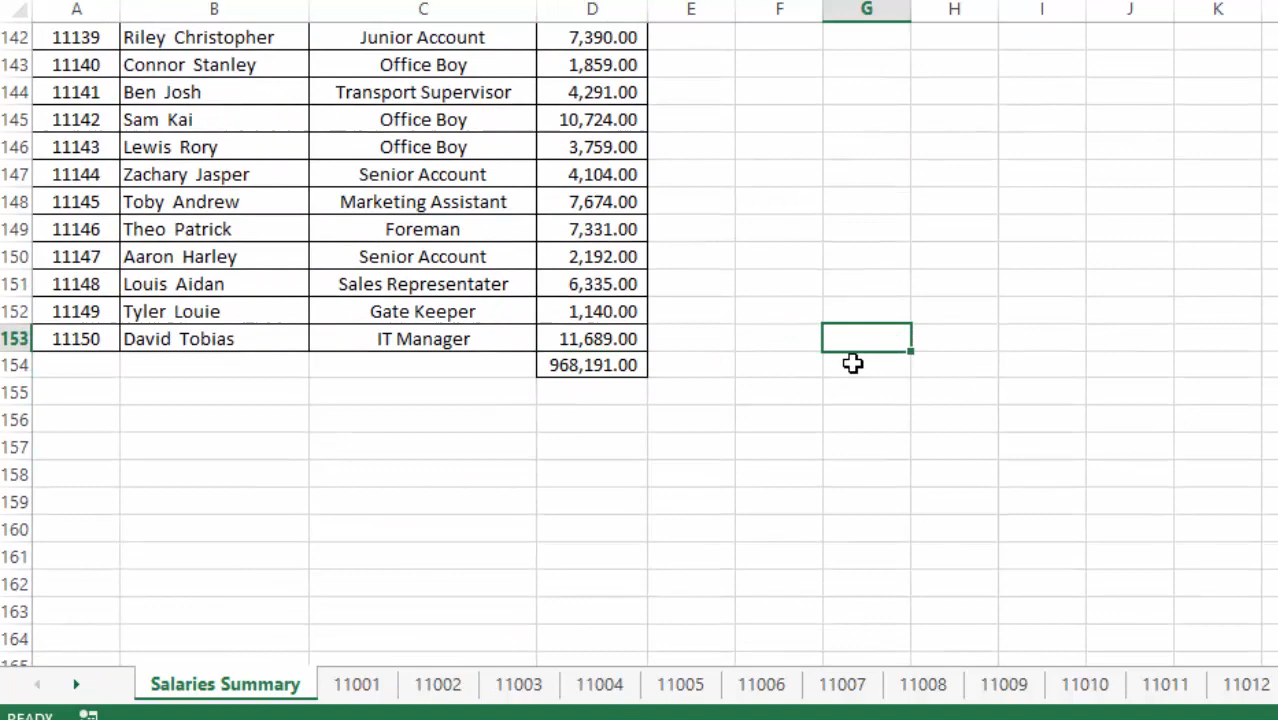 A B C D E F G H I J K
142 11139 Riley Christopher Junior Account 7,390.00
143 11140 Connor Stanley Office Boy 1,859.00
144 11141 Ben Josh Transport Supervisor 4,291.00
145 11142 Sam Kai Office Boy 10,724.00
146 11143 Lewis Rory Office Boy 3,759.00
147 11144 Zachary Jasper Senior Account 4,104.00
148 11145 Toby Andrew Marketing Assistant 7,674.00
149 11146 Theo Patrick Foreman 7,331.00
150 11147 Aaron Harley Senior Account 2,192.00
151 11148 Louis Aidan Sales Representater 6,335.00
152 11149 Tyler Louie Gate Keeper 1,140.00
153 11150 David Tobias IT Manager 11,689.00
154 968,191.00
155
156
157
158
159
160
161
162
163
164
165
Salaries Summary 11001 11002 11003 11004 11005 11006 11007 11008 11009 11010 11011 11012
READY